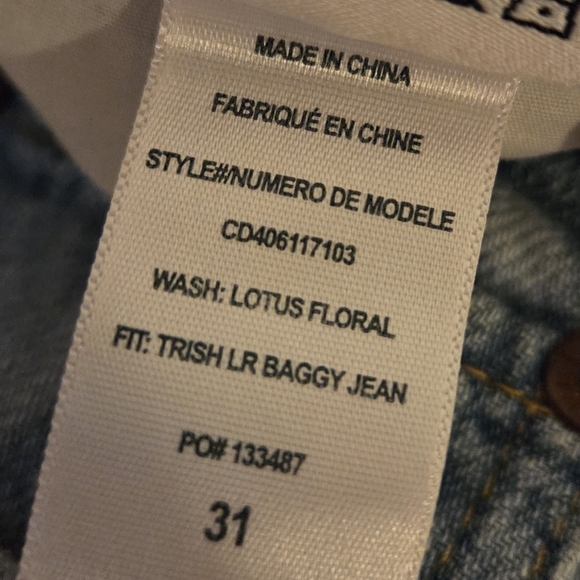 MADE IN CHINA
FABRIQUÉ EN CHINE
STYLE#/NUMERO DE MODELE
CD406117103
WASH: LOTUS FLORAL
FIT: TRISH LR BAGGY JEAN
PO# 133487
31